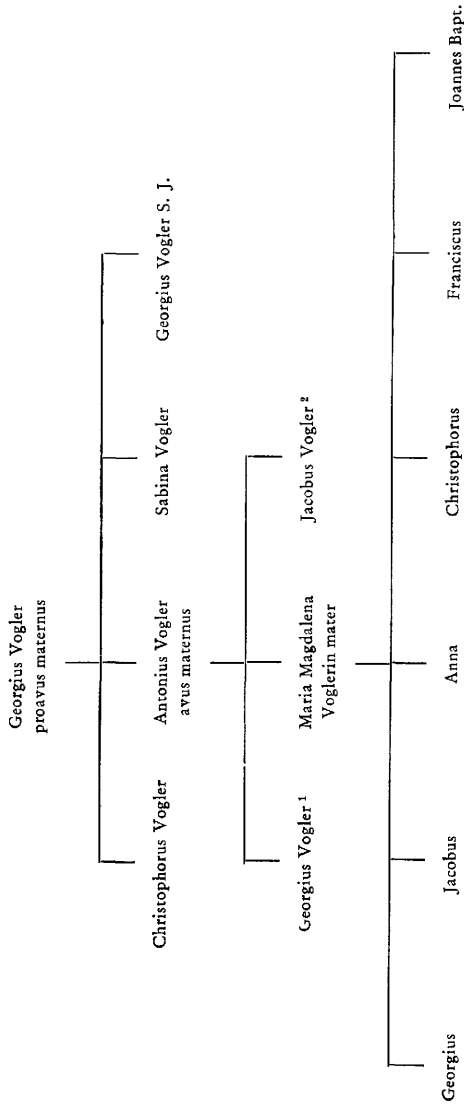 Georgius Vogler
proavus maternus
Christophorus Vogler
Antonius Vogler
avus maternus
Sabina Vogler
Georgius Vogler S. J.
Georgius Vogler ¹
Maria Magdalena
Voglerin mater
Jacobus Vogler ²
Georgius
Jacobus
Anna
Christophorus
Franciscus
Joannes Bapt.